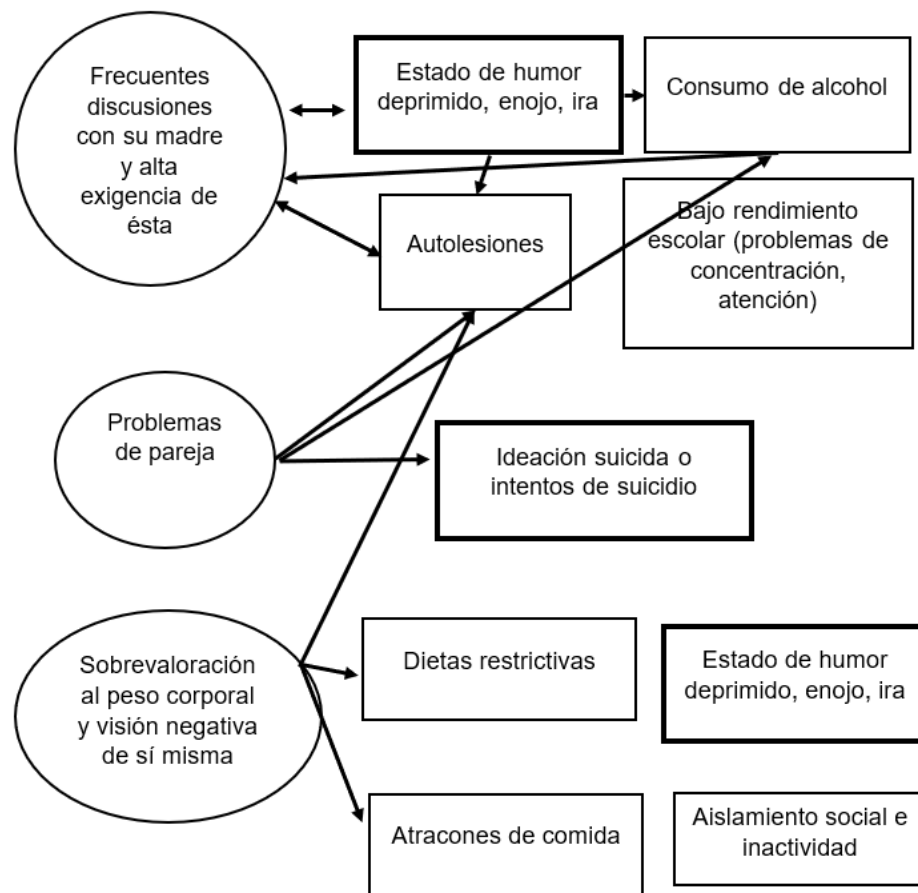 Frecuentes
discusiones
con su madre
y alta
exigencia de
ésta
Estado de humor
deprimido, enojo, ira
Consumo de alcohol
Autolesiones
Bajo rendimiento
escolar (problemas de
concentración,
atención)
Problemas
de pareja
Ideación suicida o
intentos de suicidio
Sobrevaloración
al peso corporal
y visión negativa
de sí misma
Dietas restrictivas
Estado de humor
deprimido, enojo, ira
Atracones de comida
Aislamiento social e
inactividad